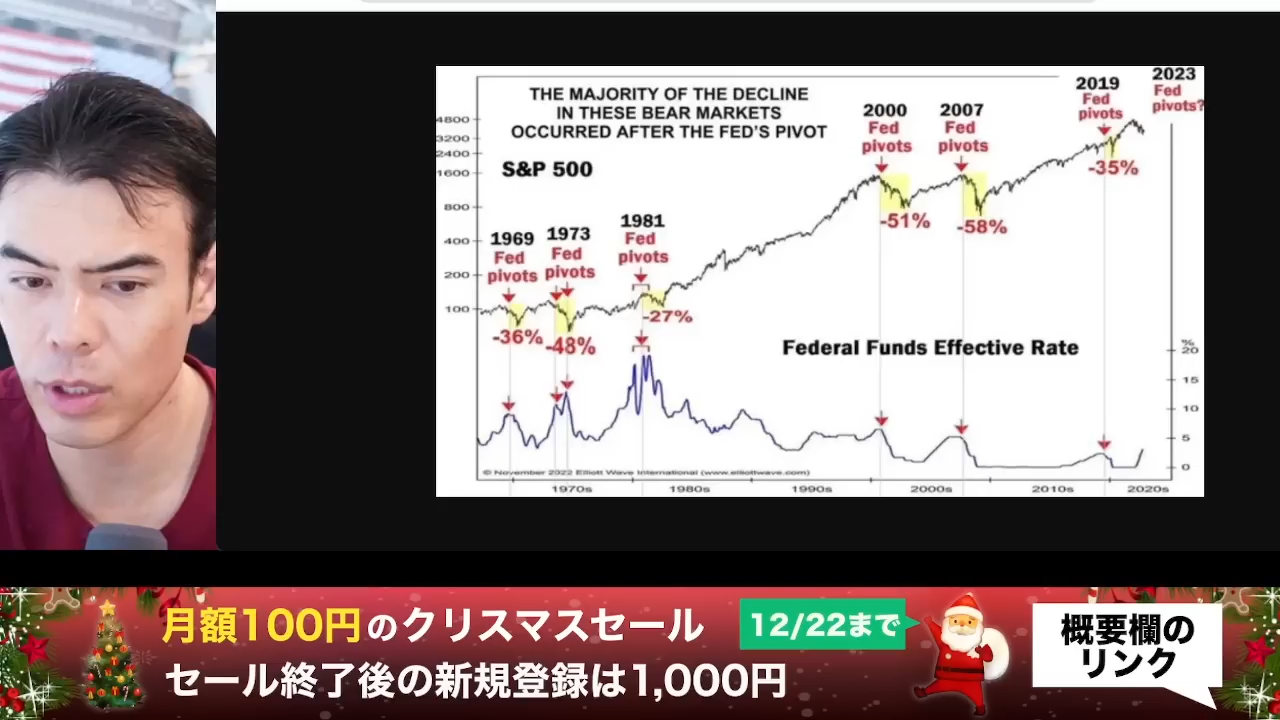 THE MAJORITY OF THE DECLINE
IN THESE BEAR MARKETS
OCCURRED AFTER THE FED'S PIVOT
S&P 500
4800
3200
2400
1600
800
400
200
100
1969
Fed
pivots
-36%
1973
Fed
pivots
-48%
1981
Fed
pivots
-27%
2000
Fed
pivots
-51%
2007
Fed
pivots
-58%
2019
Fed
pivots
-35%
2023
Fed
pivots?
Federal Funds Effective Rate
%
20
15
10
5
0
© November 2022 Elliott Wave International (www.elliottwave.com)
1970s 1980s 1990s 2000s 2010s 2020s
月額100円のクリスマスセール
12/22まで
セール終了後の新規登録は1,000円
概要欄の
リンク